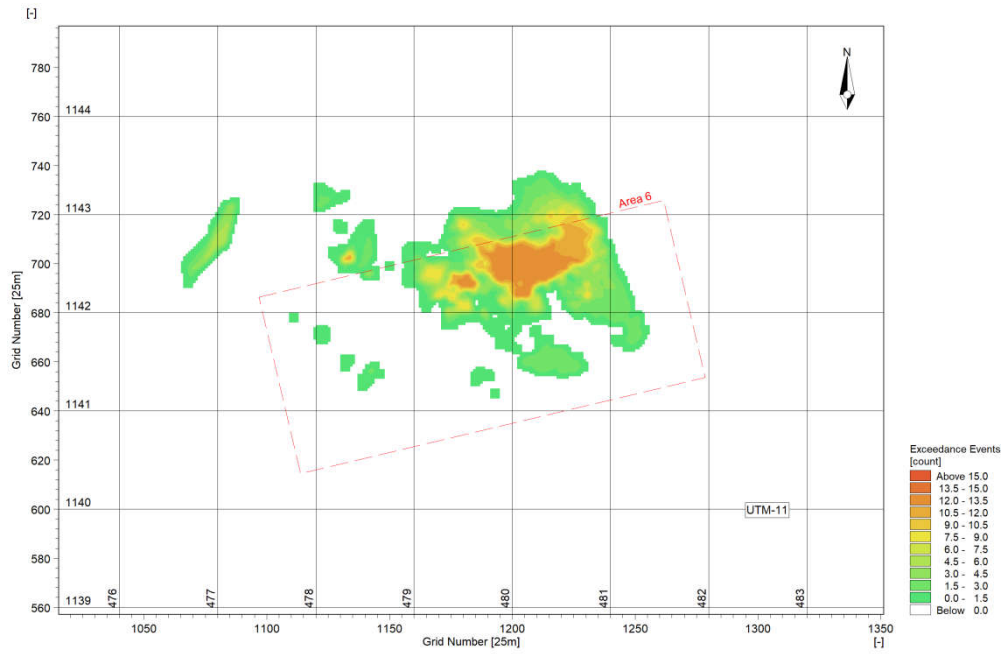 [-]
N
780
760
1144
740
Area 6
1143
720
700
1142
680
660
1141
640
620
1140
600
UTM-11
580
1139
560
476
477
478
479
480
481
482
483
1050
1100
1150
1200
1250
1300
1350
Grid Number [25m]
Grid Number [25m]
[-]
Exceedance Events
[count]
Above 15.0
13.5 - 15.0
12.0 - 13.5
10.5 - 12.0
9.0 - 10.5
7.5 - 9.0
6.0 - 7.5
4.5 - 6.0
3.0 - 4.5
1.5 - 3.0
0.0 - 1.5
Below 0.0